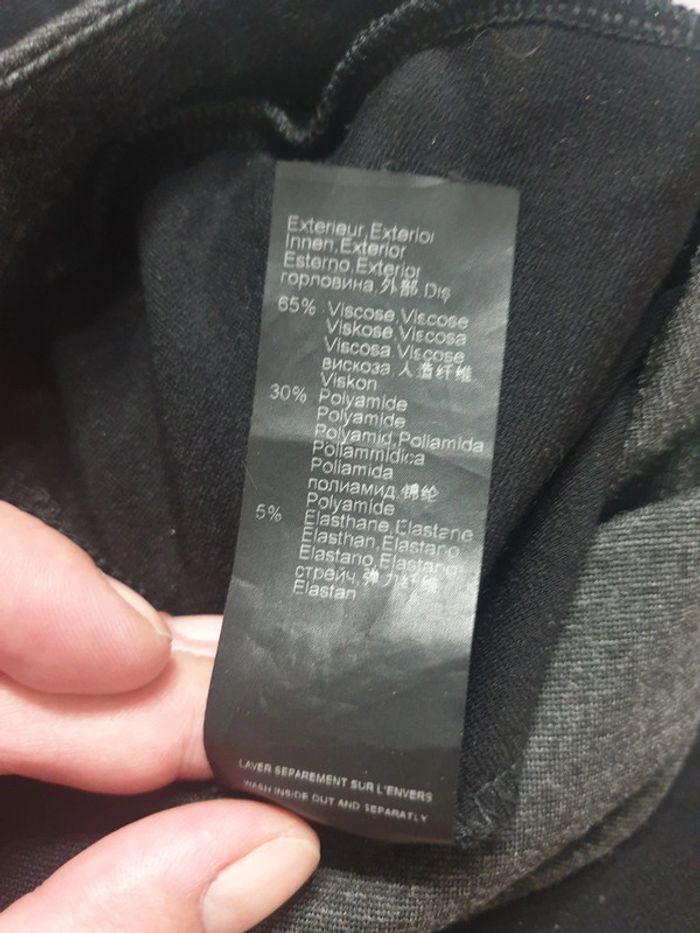 Exterieur,Exterior
Innen,Exterior
Esterno,Exterior
горловина,外部 Dış
65% Viscose,Viscose
Viskose,Viscosa
Viscosa,Viscose
вискоза,人造纤维
Viskon
30% Polyamide
Polyamide
Polyamid,Poliamida
Poliammidica
Poliamida
полиамид,锦纶
Polyamide
5% Elasthane,Elastane
Elasthan,Elastano
Elastano,Elastano
стрейч,弹力纤维
Elastan
LAVER SEPAREMENT SUR L'ENVERS
WASH INSIDE OUT AND SEPARATLY